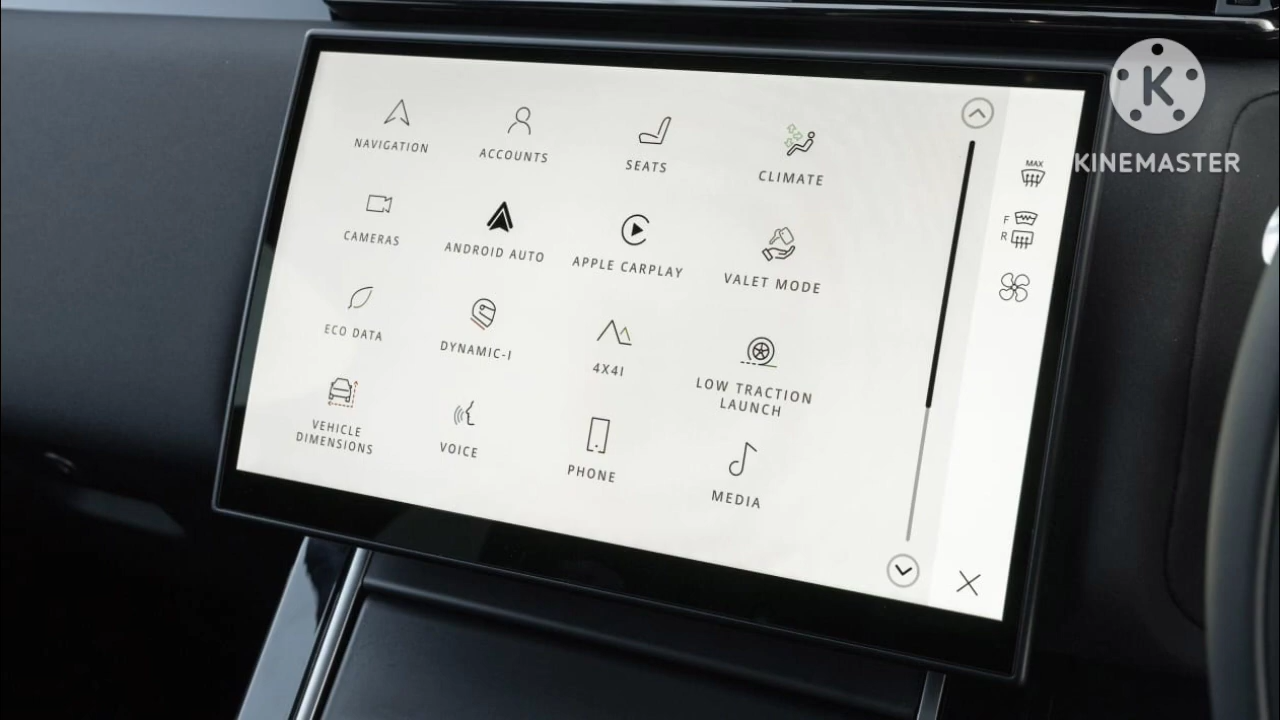 NAVIGATION
ACCOUNTS
SEATS
CLIMATE
CAMERAS
ANDROID AUTO
APPLE CARPLAY
VALET MODE
ECO DATA
DYNAMIC-I
4X4I
LOW TRACTION
LAUNCH
VEHICLE
DIMENSIONS
VOICE
PHONE
MEDIA
MAX
F
R
K
KINEMASTER